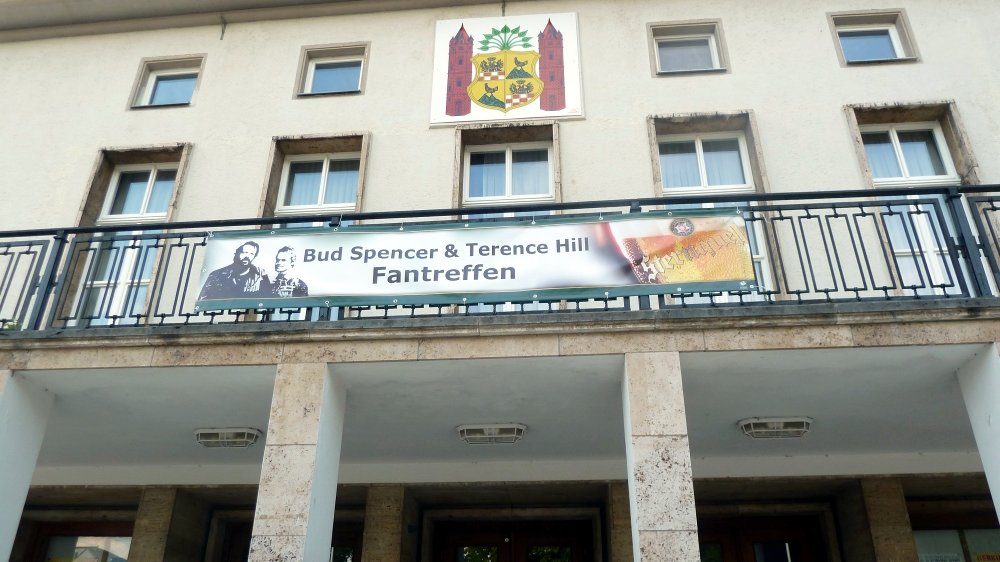 Bud Spencer & Terence Hill
Fantreffen